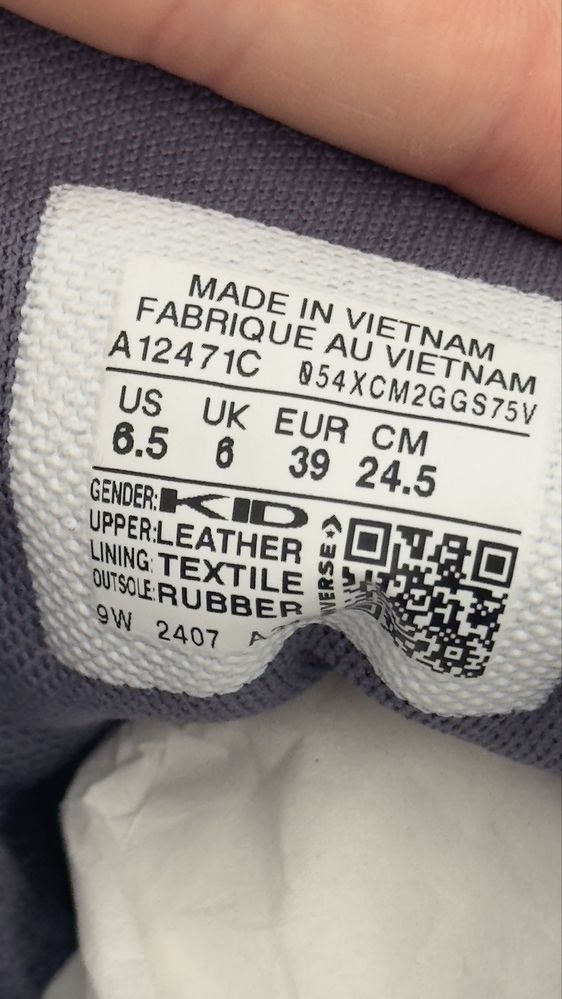 MADE IN VIETNAM
FABRIQUE AU VIETNAM
A12471C 054XCM2GGS75V
US UK EUR CM
6.5 6 39 24.5
GENDER: KID
UPPER: LEATHER
LINING: TEXTILE
OUTSOLE: RUBBER
9W 2407